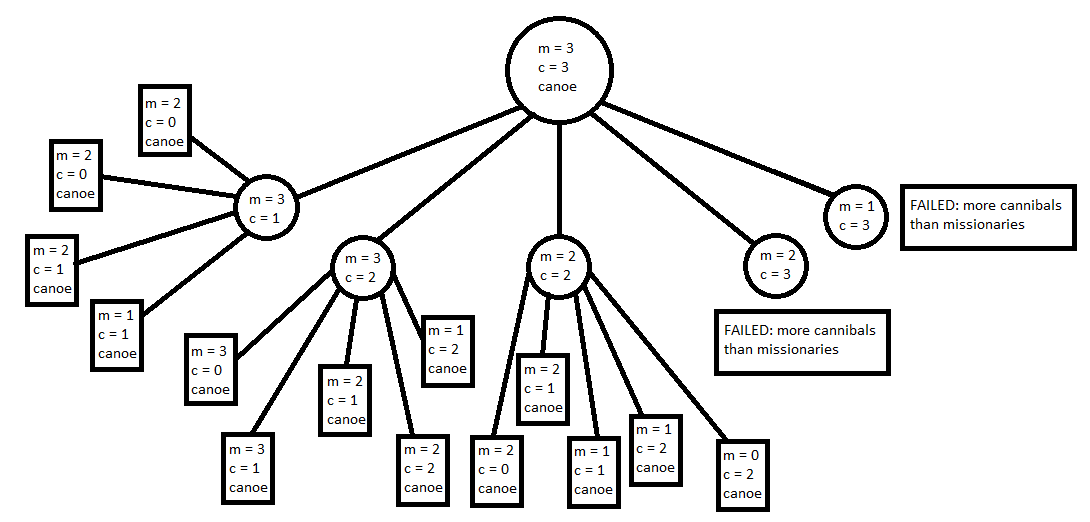 m = 3
c = 3
canoe
m = 2
c = 0
canoe
m = 2
c = 0
canoe
m = 3
c = 1
m = 2
c = 1
canoe
m = 1
c = 1
canoe
m = 3
c = 2
m = 3
c = 0
canoe
m = 3
c = 1
canoe
m = 2
c = 1
canoe
m = 2
c = 2
canoe
m = 1
c = 2
canoe
m = 2
c = 2
m = 2
c = 0
canoe
m = 2
c = 1
canoe
m = 1
c = 1
canoe
m = 1
c = 2
canoe
m = 0
c = 2
canoe
m = 2
c = 3
FAILED: more cannibals
than missionaries
m = 1
c = 3
FAILED: more cannibals
than missionaries